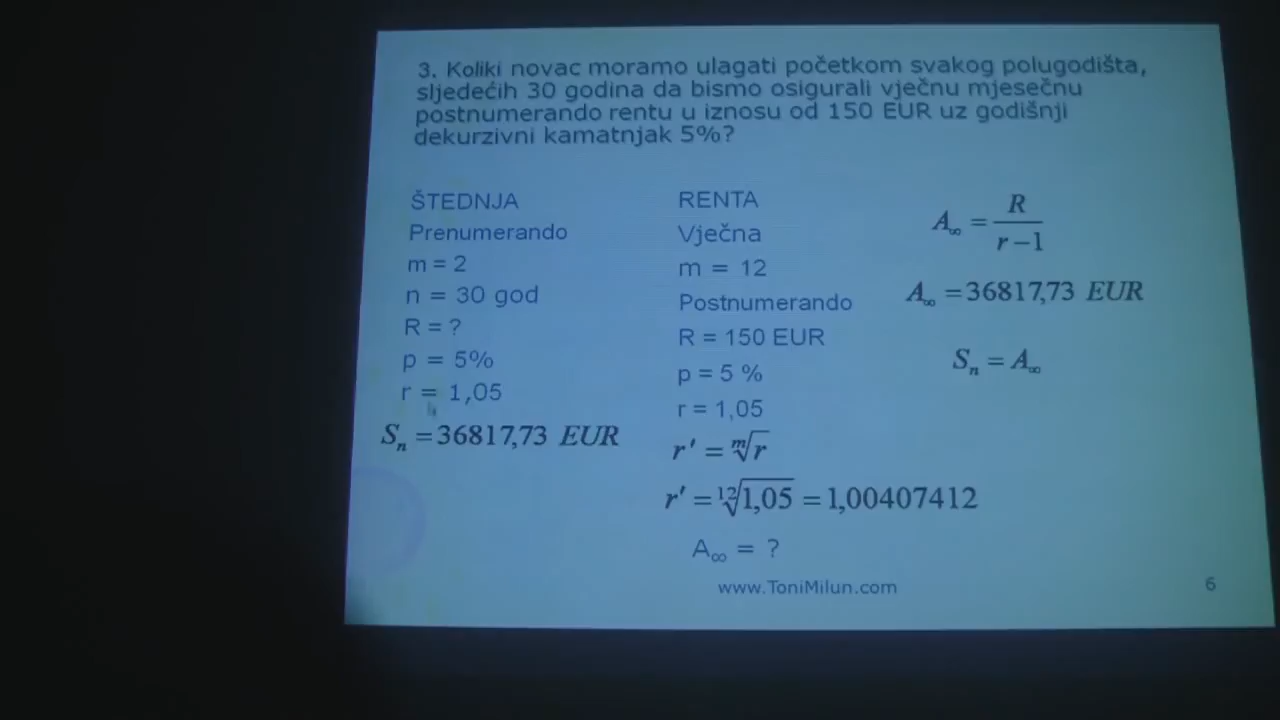 3. Koliki novac moramo ulagati početkom svakog polugodišta,
sljedećih 30 godina da bismo osigurali vječnu mjesečnu
postnumerando rentu u iznosu od 150 EUR uz godišnji
dekurzivni kamatnjak 5%?
ŠTEDNJA
Prenumerando
m = 2
n = 30 god
R = ?
p = 5%
r = 1,05
Sₙ = 36817,73 EUR
RENTA
Vječna
m = 12
Postnumerando
R = 150 EUR
p = 5 %
r = 1,05
r' = ᵐ√r
r' = ¹²√1,05 = 1,00407412
A∞ = ?
A∞ = R / (r − 1)
A∞ = 36817,73 EUR
Sₙ = A∞
www.ToniMilun.com
6